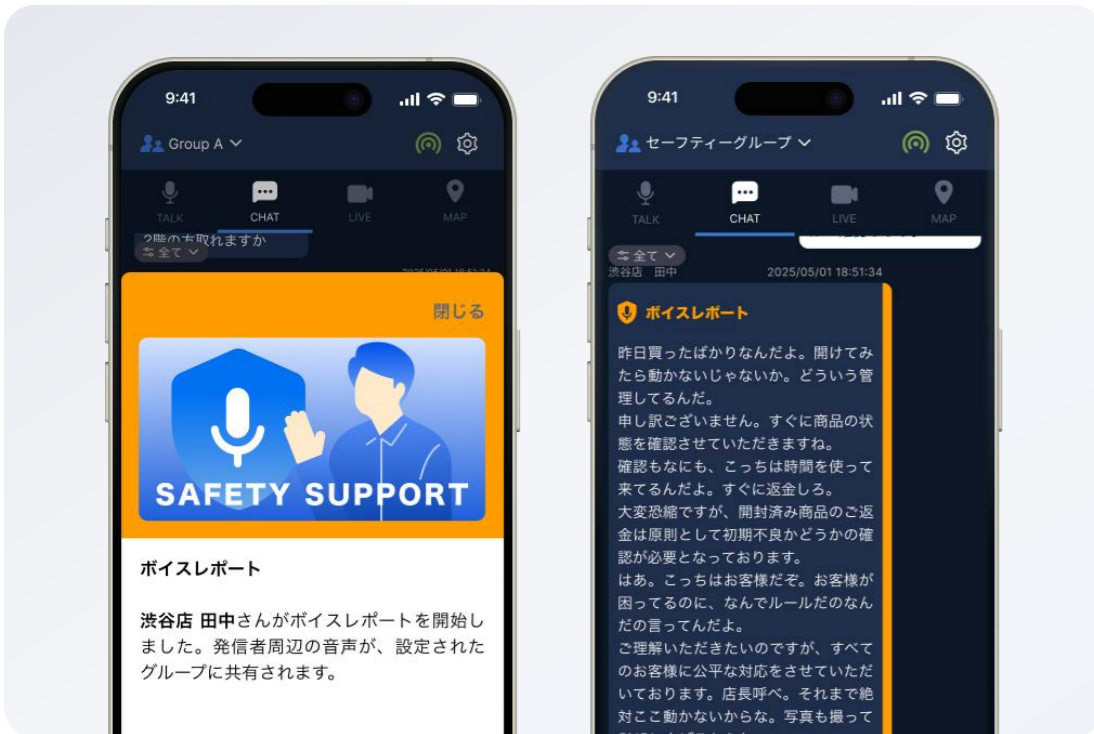 9:41
Group A
TALK
CHAT
LIVE
MAP
2階の方取れますか
全て
閉じる
SAFETY SUPPORT
ボイスレポート
渋谷店 田中さんがボイスレポートを開始し
ました。発信者周辺の音声が、設定された
グループに共有されます。
9:41
セーフティーグループ
TALK
CHAT
LIVE
MAP
全て
渋谷店 田中 2025/05/01 18:51:34
ボイスレポート
昨日買ったばかりなんだよ。開けてみ
たら動かないじゃないか。どういう管
理してるんだ。
申し訳ございません。すぐに商品の状
態を確認させていただきますね。
確認もなにも、こっちは時間を使って
来てるんだよ。すぐに返金しろ。
大変恐縮ですが、開封済み商品のご返
金は原則として初期不良かどうかの確
認が必要となっております。
はあ。こっちはお客様だぞ。お客様が
困ってるのに、なんでルールだのなん
だの言ってんだよ。
ご理解いただきたいのですが、すべて
のお客様に公平な対応をさせていただ
いております。店長呼べ。それまで絶
対ここ動かないからな。写真も撮って